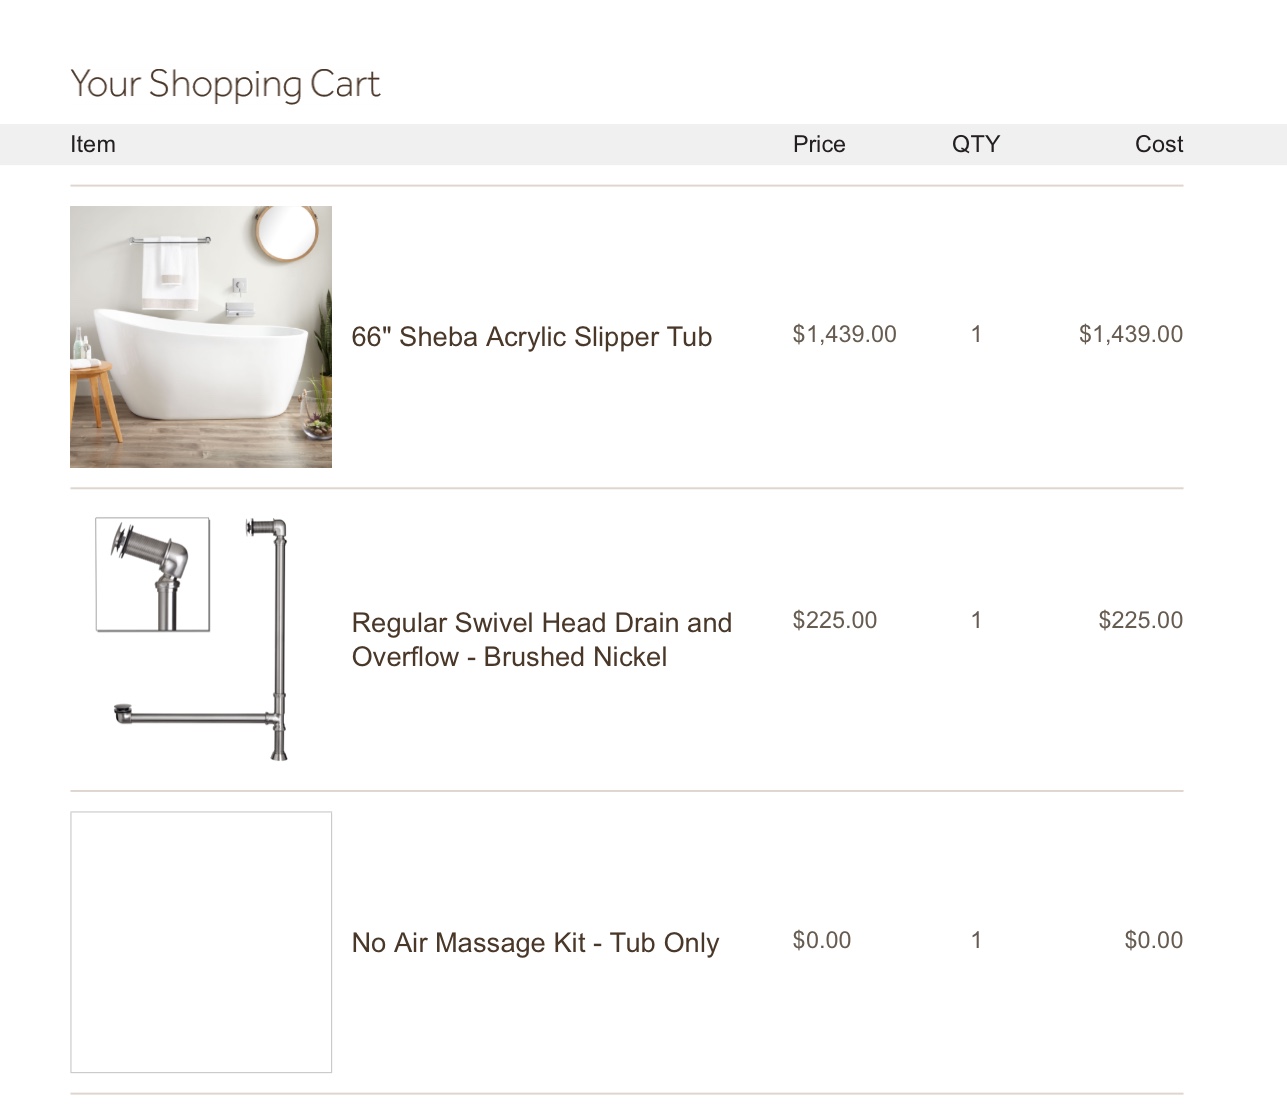 Your Shopping Cart
Item Price QTY Cost
66" Sheba Acrylic Slipper Tub $1,439.00 1 $1,439.00
Regular Swivel Head Drain and $225.00 1 $225.00
Overflow - Brushed Nickel
No Air Massage Kit - Tub Only $0.00 1 $0.00